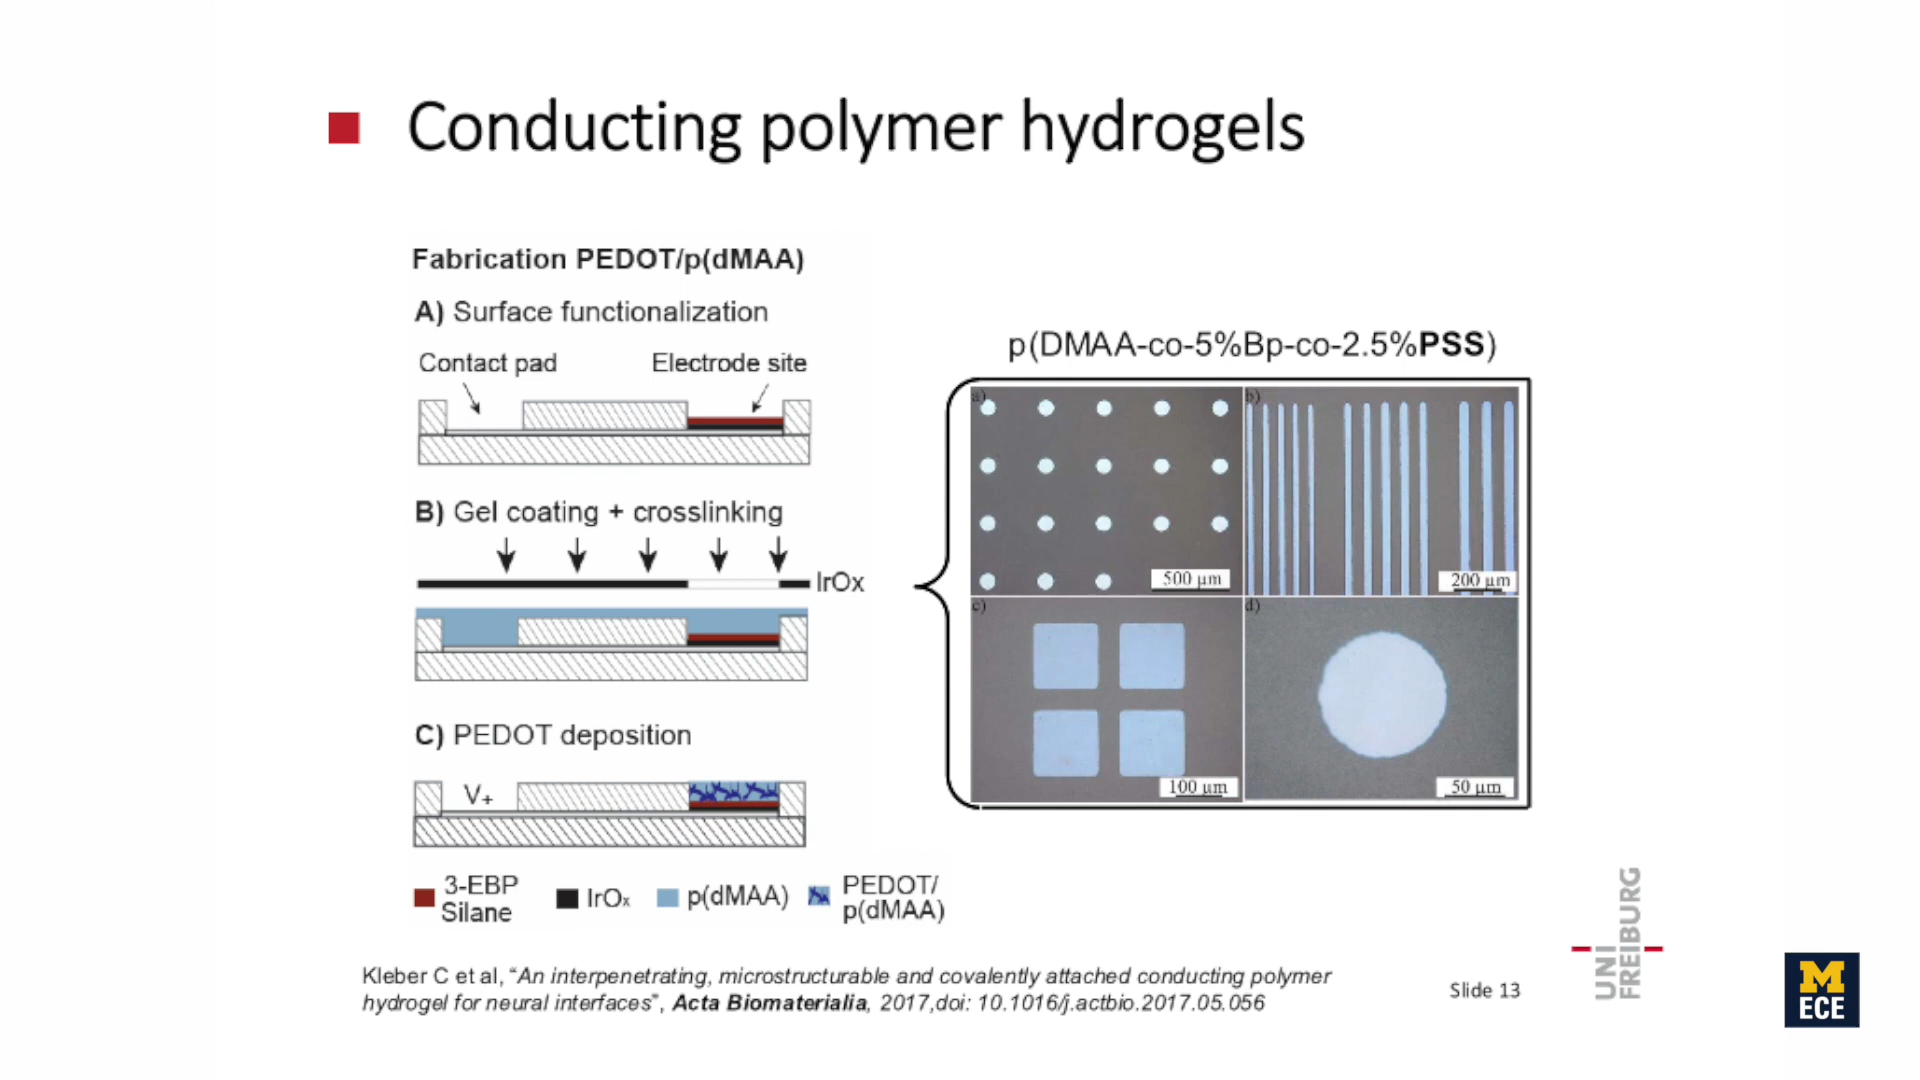 Conducting polymer hydrogels
Fabrication PEDOT/p(dMAA)
A) Surface functionalization
Contact pad
Electrode site
B) Gel coating + crosslinking
IrOx
C) PEDOT deposition
V+
3-EBP
Silane
IrOx
p(dMAA)
PEDOT/
p(dMAA)
p(DMAA-co-5%Bp-co-2.5%PSS)
a)
b)
500 µm
200 µm
c)
d)
100 µm
50 µm
Kleber C et al, “An interpenetrating, microstructurable and covalently attached conducting polymer
hydrogel for neural interfaces”, Acta Biomaterialia, 2017,doi: 10.1016/j.actbio.2017.05.056
Slide 13
UNI
FREIBURG
M
ECE